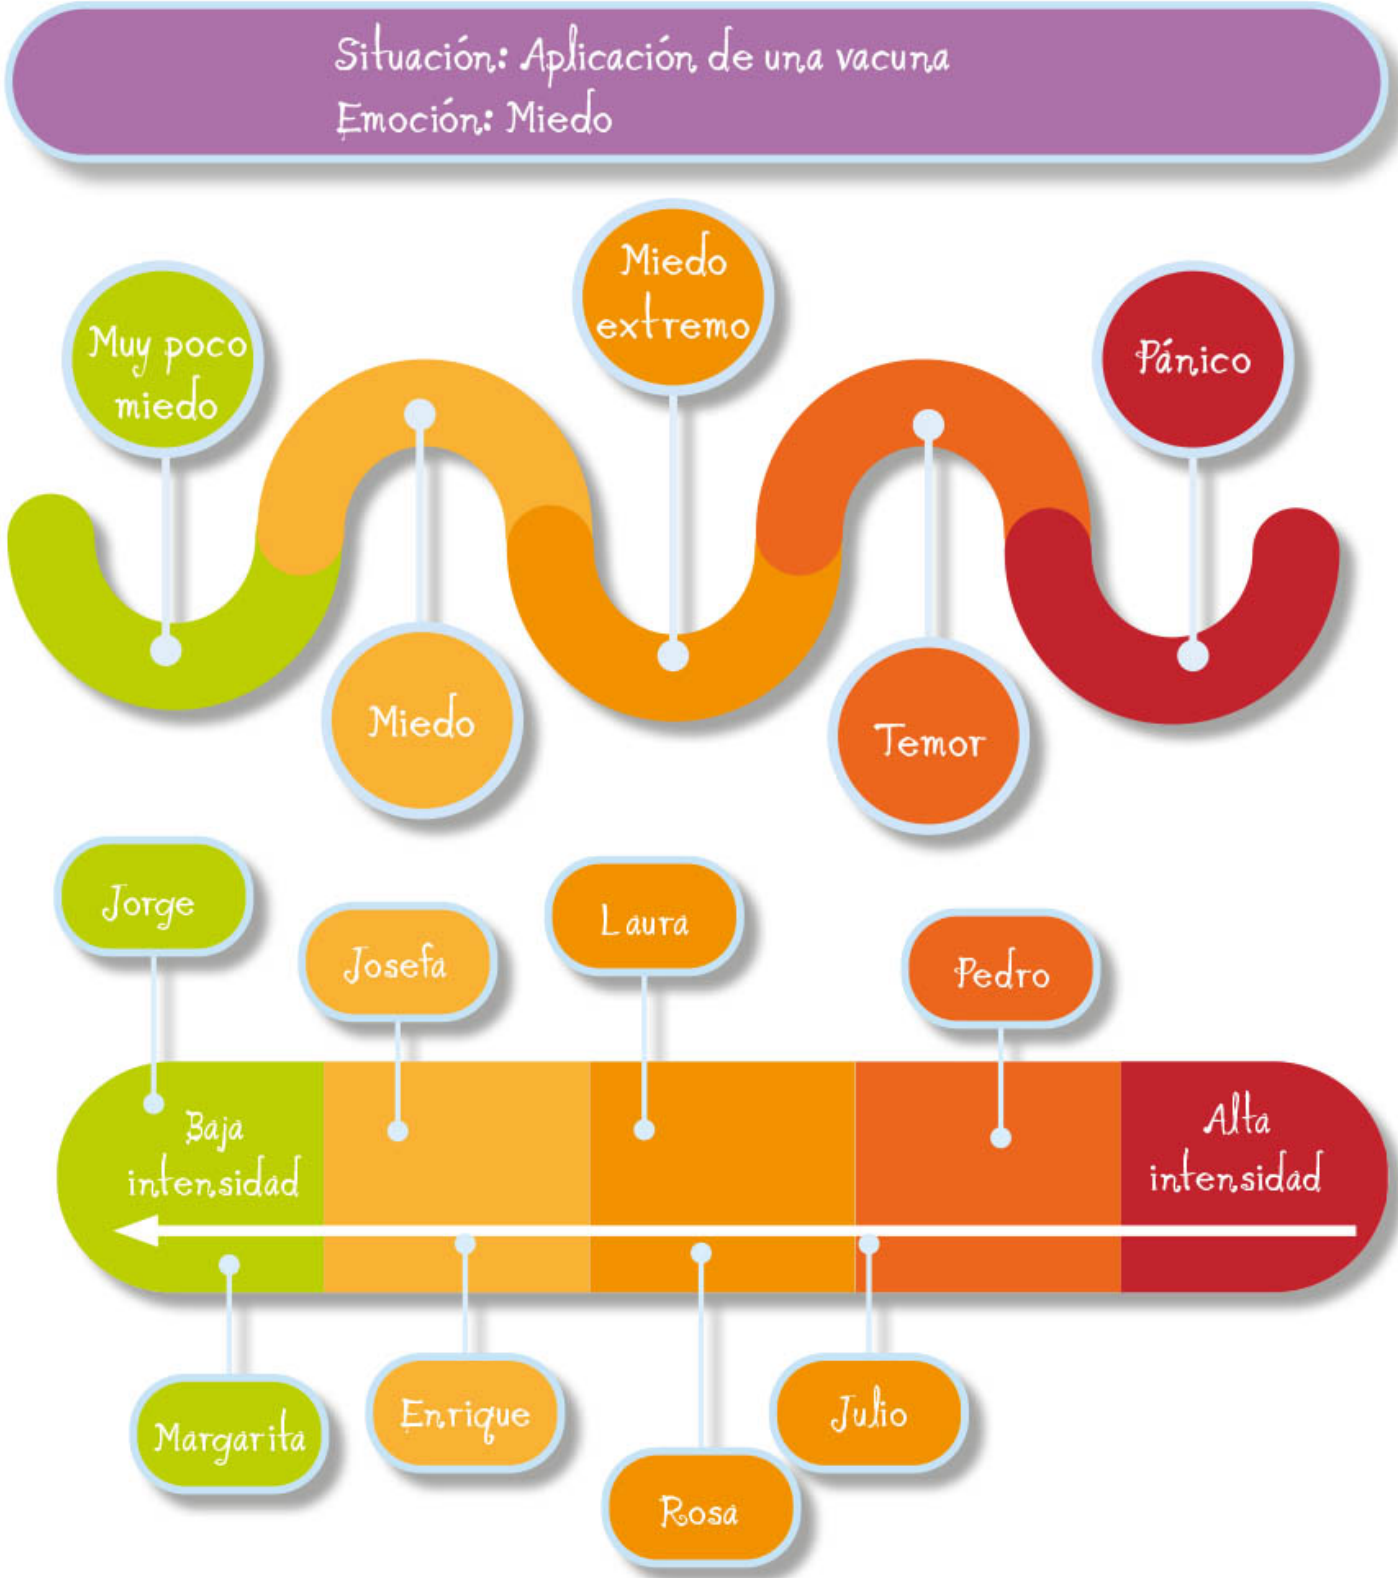 Situación: Aplicación de una vacuna
Emoción: Miedo
Muy poco
miedo
Miedo
extremo
Pánico
Miedo
Temor
Jorge
Josefa
Laura
Pedro
Baja
intensidad
Alta
intensidad
Margarita
Enrique
Rosa
Julio